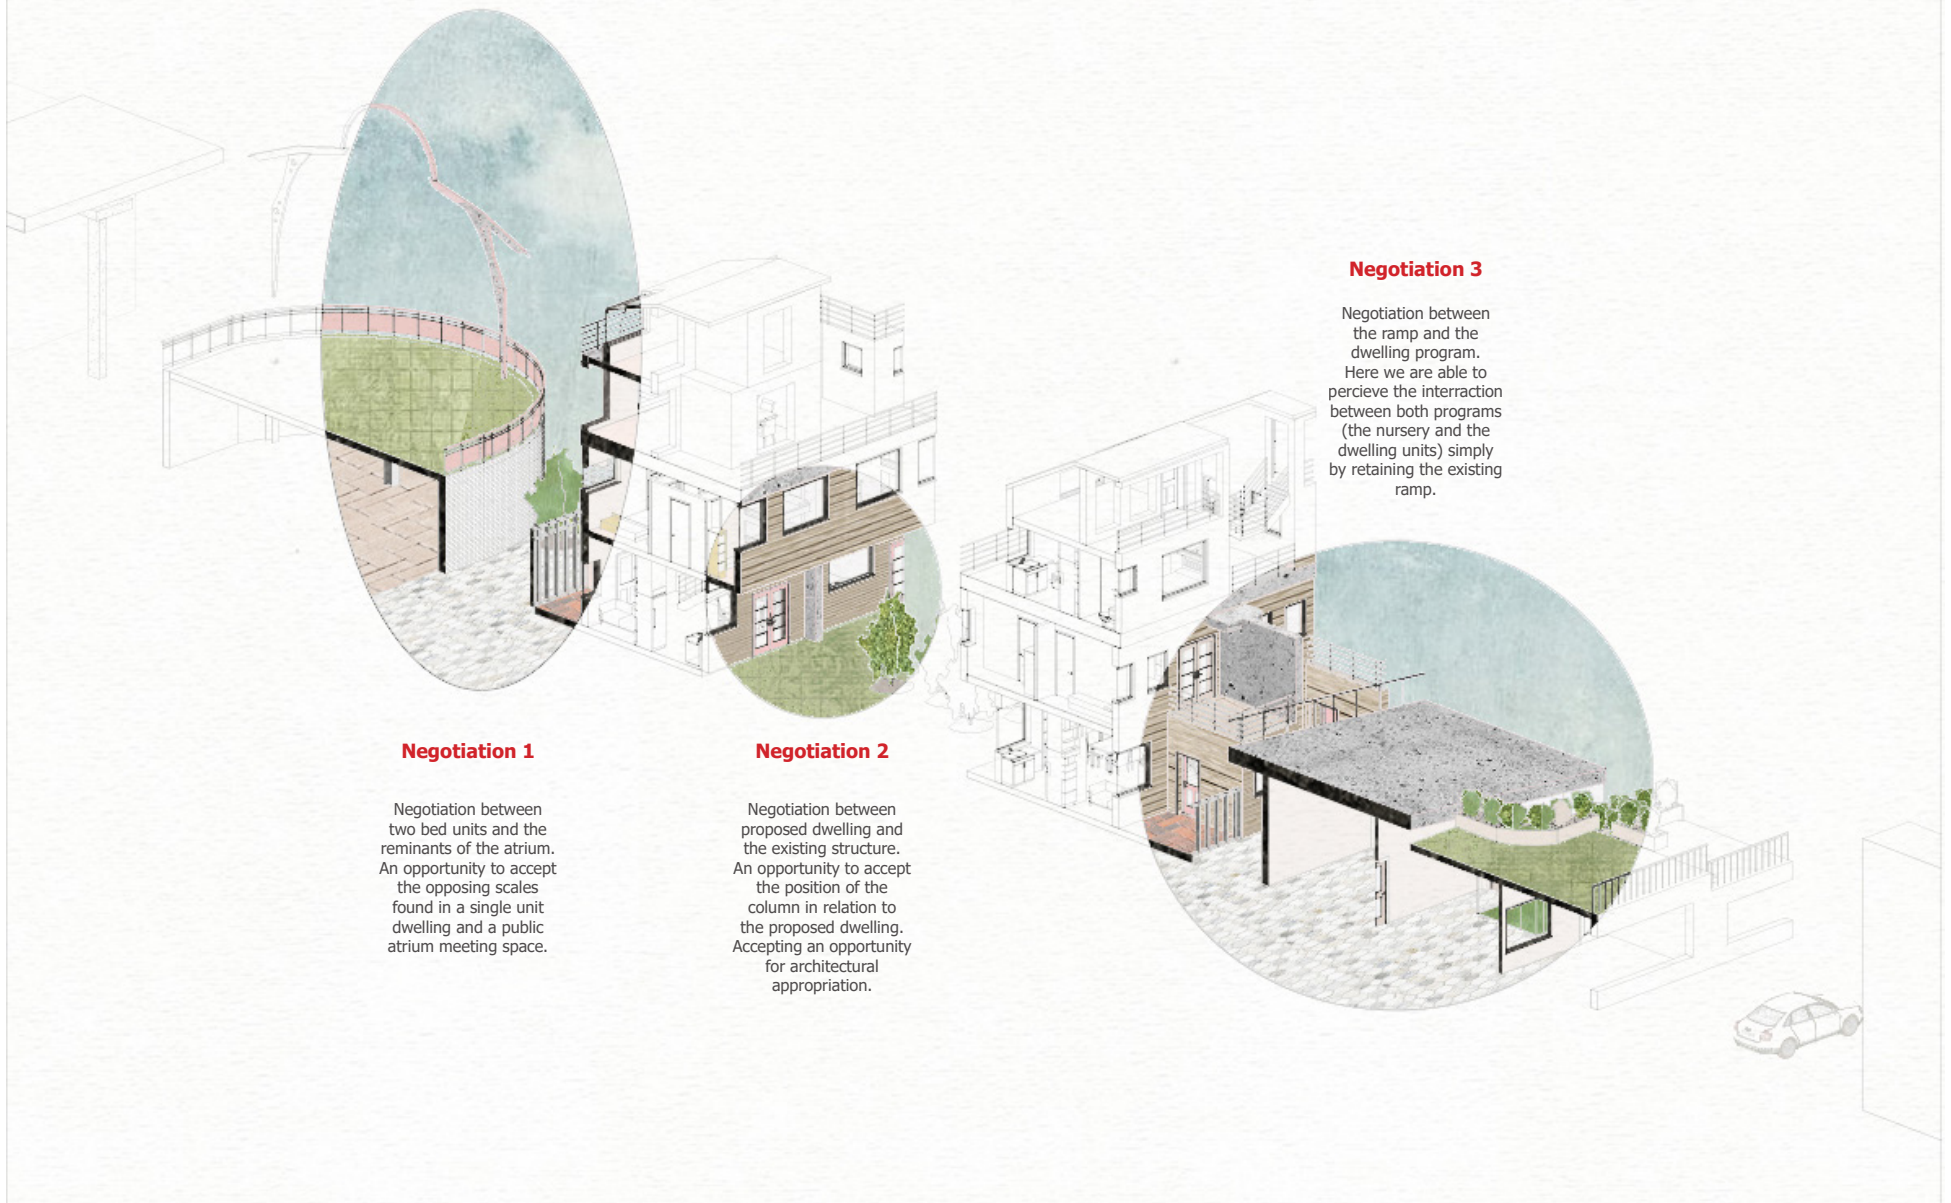 Negotiation 1
Negotiation between
two bed units and the
reminants of the atrium.
An opportunity to accept
the opposing scales
found in a single unit
dwelling and a public
atrium meeting space.
Negotiation 2
Negotiation between
proposed dwelling and
the existing structure.
An opportunity to accept
the position of the
column in relation to
the proposed dwelling.
Accepting an opportunity
for architectural
appropriation.
Negotiation 3
Negotiation between
the ramp and the
dwelling program.
Here we are able to
percieve the interraction
between both programs
(the nursery and the
dwelling units) simply
by retaining the existing
ramp.